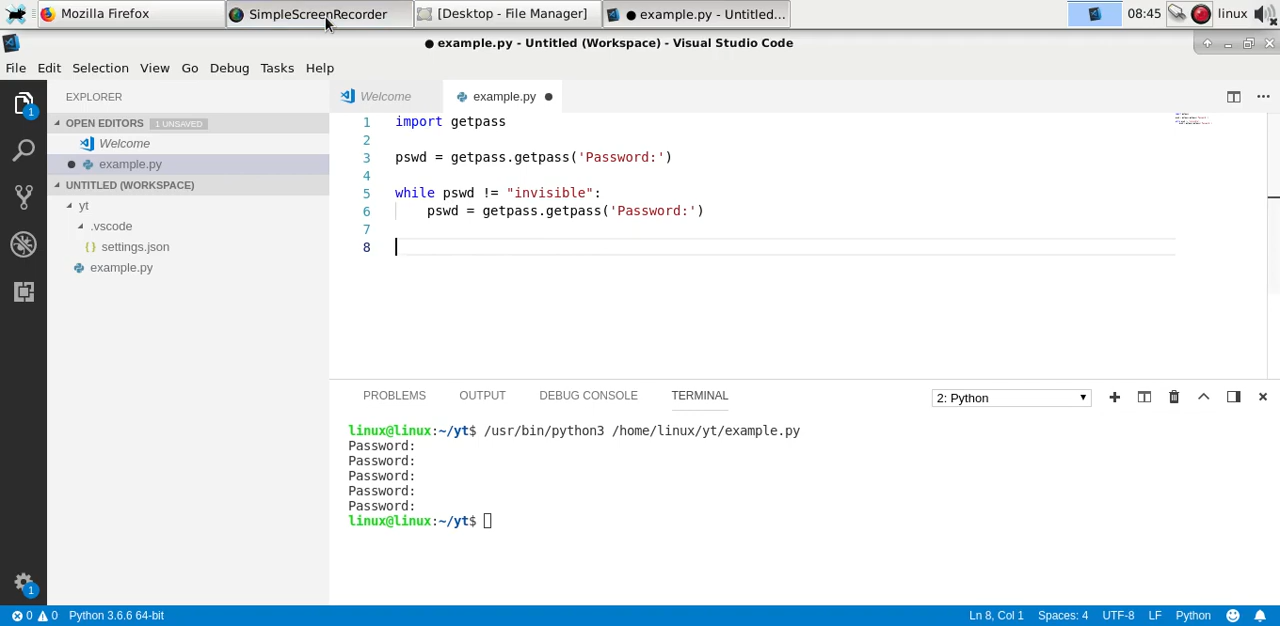 Mozilla Firefox
SimpleScreenRecorder
[Desktop - File Manager]
● example.py - Untitled...
08:45
linux
● example.py - Untitled (Workspace) - Visual Studio Code
File Edit Selection View Go Debug Tasks Help
EXPLORER
Welcome
example.py ●
OPEN EDITORS 1 UNSAVED
Welcome
● example.py
UNTITLED (WORKSPACE)
yt
.vscode
{} settings.json
example.py
1
1
1 import getpass
2
3 pswd = getpass.getpass('Password:')
4
5 while pswd != "invisible":
6     pswd = getpass.getpass('Password:')
7
8
PROBLEMS OUTPUT DEBUG CONSOLE TERMINAL
2: Python
linux@linux:~/yt$ /usr/bin/python3 /home/linux/yt/example.py
Password:
Password:
Password:
Password:
Password:
linux@linux:~/yt$
0 0 Python 3.6.6 64-bit
Ln 8, Col 1 Spaces: 4 UTF-8 LF Python